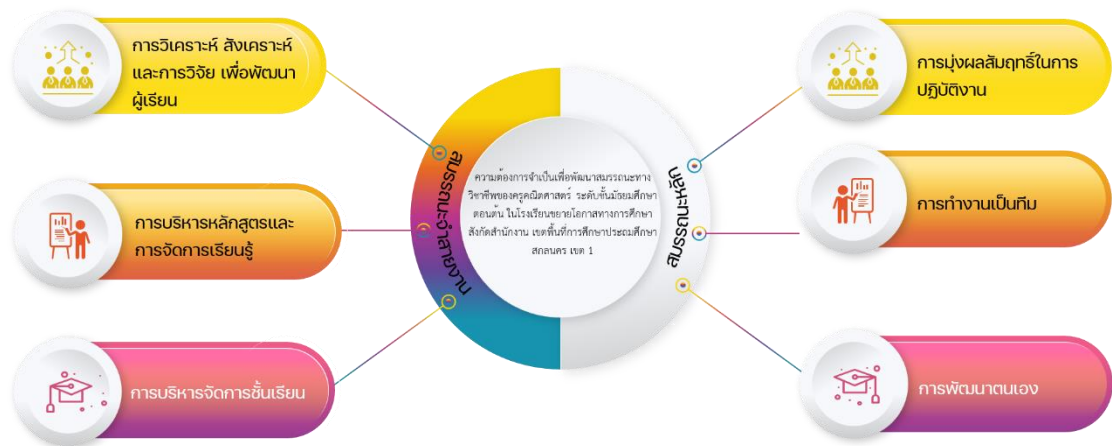 การวิเคราะห์ สังเคราะห์
และการวิจัย เพื่อพัฒนา
ผู้เรียน
การบริหารหลักสูตรและ
การจัดการเรียนรู้
การบริหารจัดการชั้นเรียน
สมรรถนะจำสายงาน
ความต้องการจำเป็นเพื่อพัฒนาสมรรถนะทาง
วิชาชีพของครูคณิตศาสตร์ ระดับชั้นมัธยมศึกษา
ตอนต้น ในโรงเรียนขยายโอกาสทางการศึกษา
สังกัดสำนักงาน เขตพื้นที่การศึกษาประถมศึกษา
สกลนคร เขต 1
สมรรถนะหลัก
การมุ่งผลสัมฤทธิ์ในการ
ปฏิบัติงาน
การทำงานเป็นทีม
การพัฒนาตนเอง